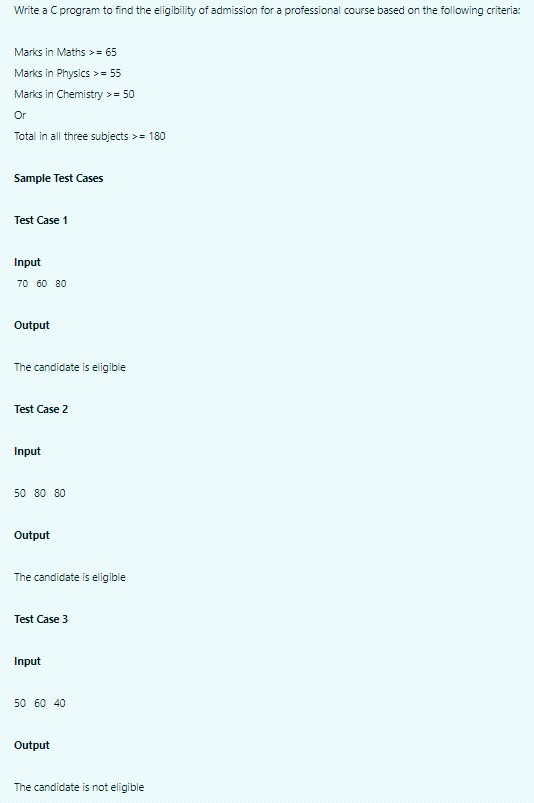 Write a C program to find the eligibility of admission for a professional course based on the following criteria:
Marks in Maths >= 65
Marks in Physics >= 55
Marks in Chemistry >= 50
Or
Total in all three subjects >= 180
Sample Test Cases
Test Case 1
Input
70 60 80
Output
The candidate is eligible
Test Case 2
Input
50 80 80
Output
The candidate is eligible
Test Case 3
Input
50 60 40
Output
The candidate is not eligible